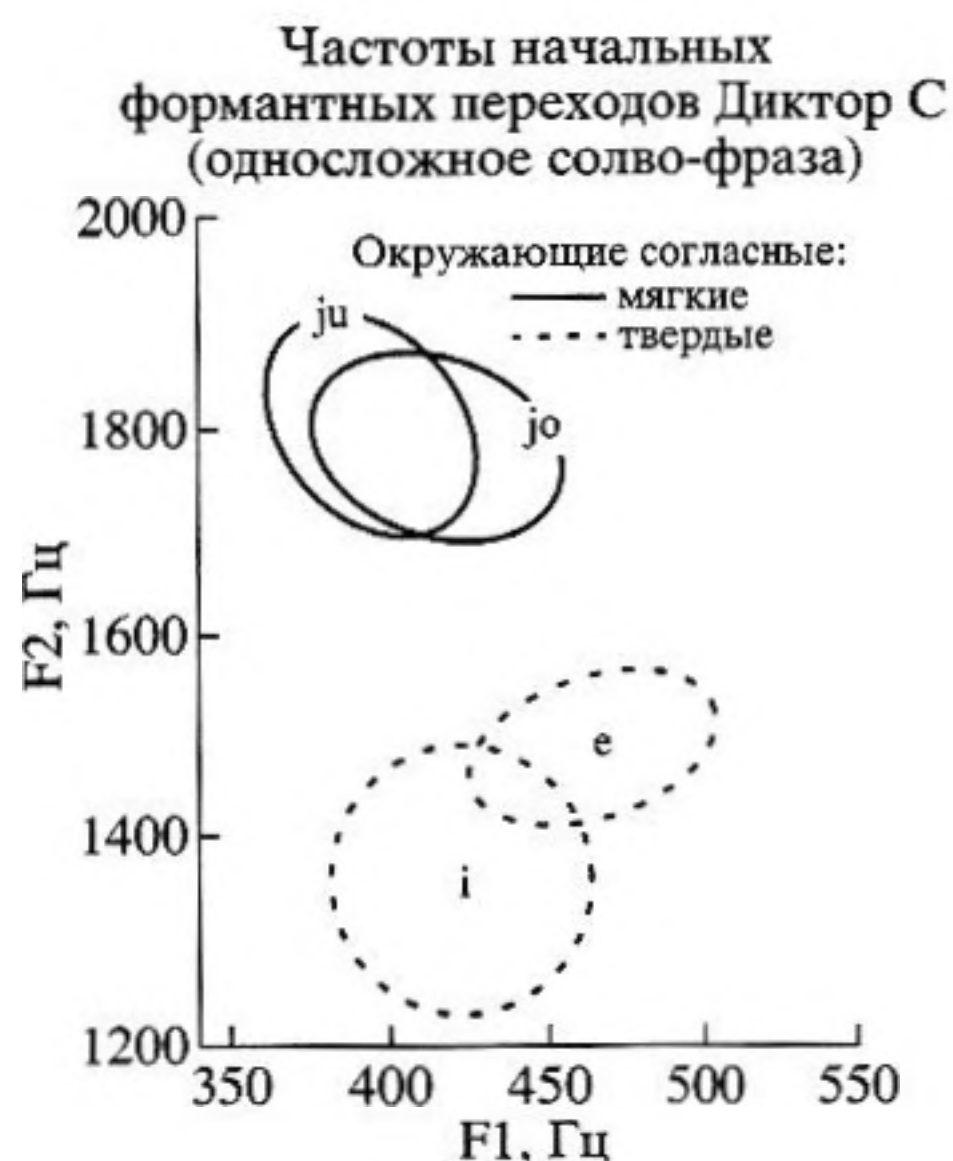 Частоты начальных
формантных переходов Диктор С
(односложное солво-фраза)
2000
Окружающие согласные:
мягкие
твердые
ju
jo
1800
F2, Гц
1600
e
1400
i
1200
350 400 450 500 550
F1, Гц